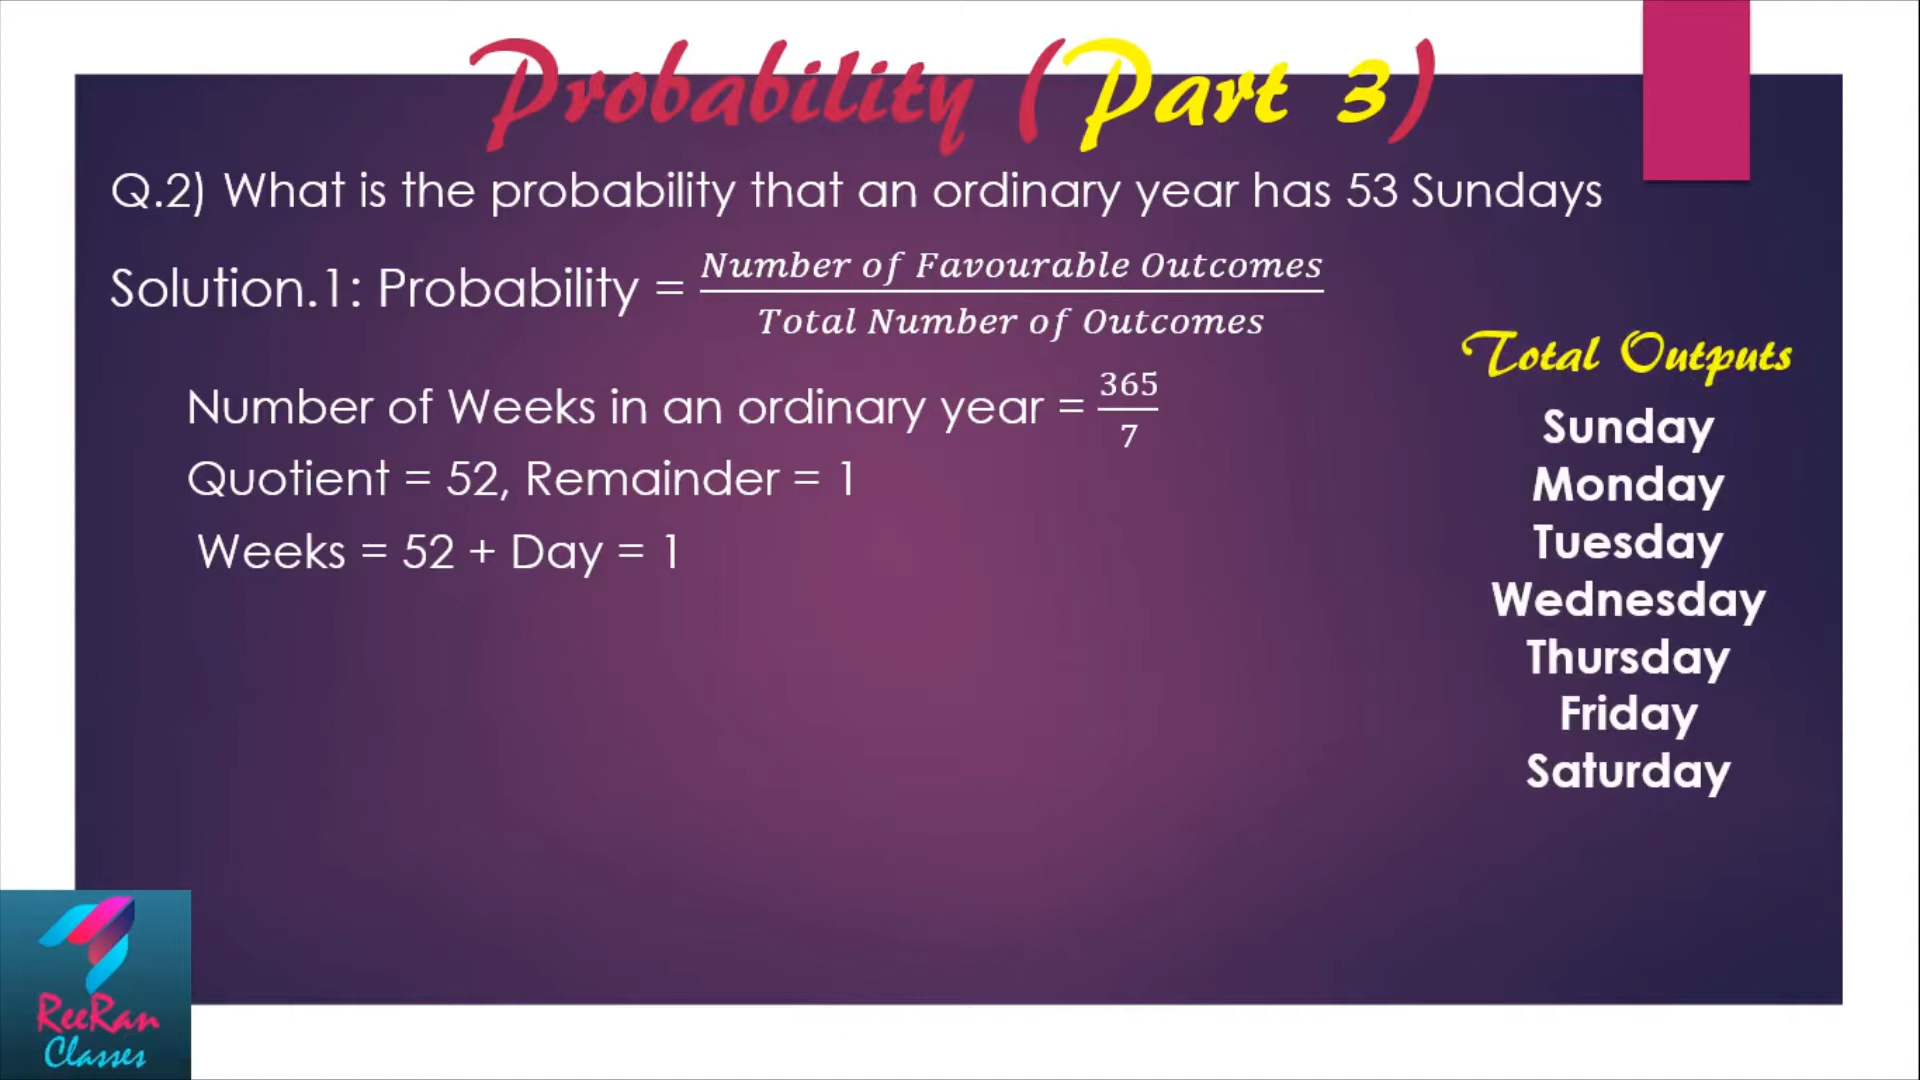 Probability (Part 3)
Q.2) What is the probability that an ordinary year has 53 Sundays
Solution.1: Probability = Number of Favourable Outcomes / Total Number of Outcomes
Number of Weeks in an ordinary year = 365/7
Quotient = 52, Remainder = 1
Weeks = 52 + Day = 1
Total Outputs
Sunday
Monday
Tuesday
Wednesday
Thursday
Friday
Saturday
ReeRan
Classes